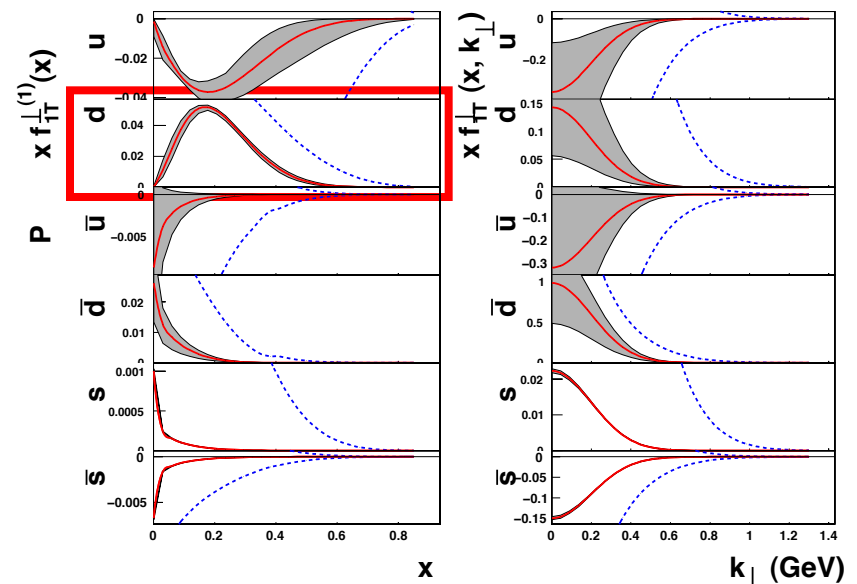 x f⊥(1)1T (x)
u
0
−0.02
−0.04
d
0.04
0.02
0
P
u̅
0
−0.005
d̅
0.02
0.01
0
s
0.001
0.0005
0
s̅
0
−0.005
0 0.2 0.4 0.6 0.8
x
x f⊥1T (x, k⊥)
u
0
−0.2
d
0.15
0.1
0.05
0
u̅
0
−0.1
−0.2
−0.3
d̅
1
0.5
0
s
0.02
0.01
0
s̅
0
−0.05
−0.1
−0.15
0 0.2 0.4 0.6 0.8 1 1.2 1.4
k⊥ (GeV)